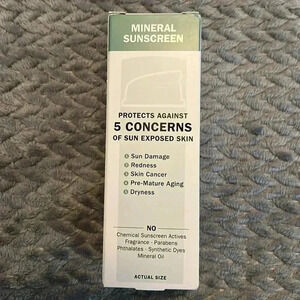 MINERAL
SUNSCREEN
PROTECTS AGAINST
5 CONCERNS
OF SUN EXPOSED SKIN
Sun Damage
Redness
Skin Cancer
Pre-Mature Aging
Dryness
NO
Chemical Sunscreen Actives
Fragrance · Parabens
Phthalates · Synthetic Dyes
Mineral Oil
ACTUAL SIZE